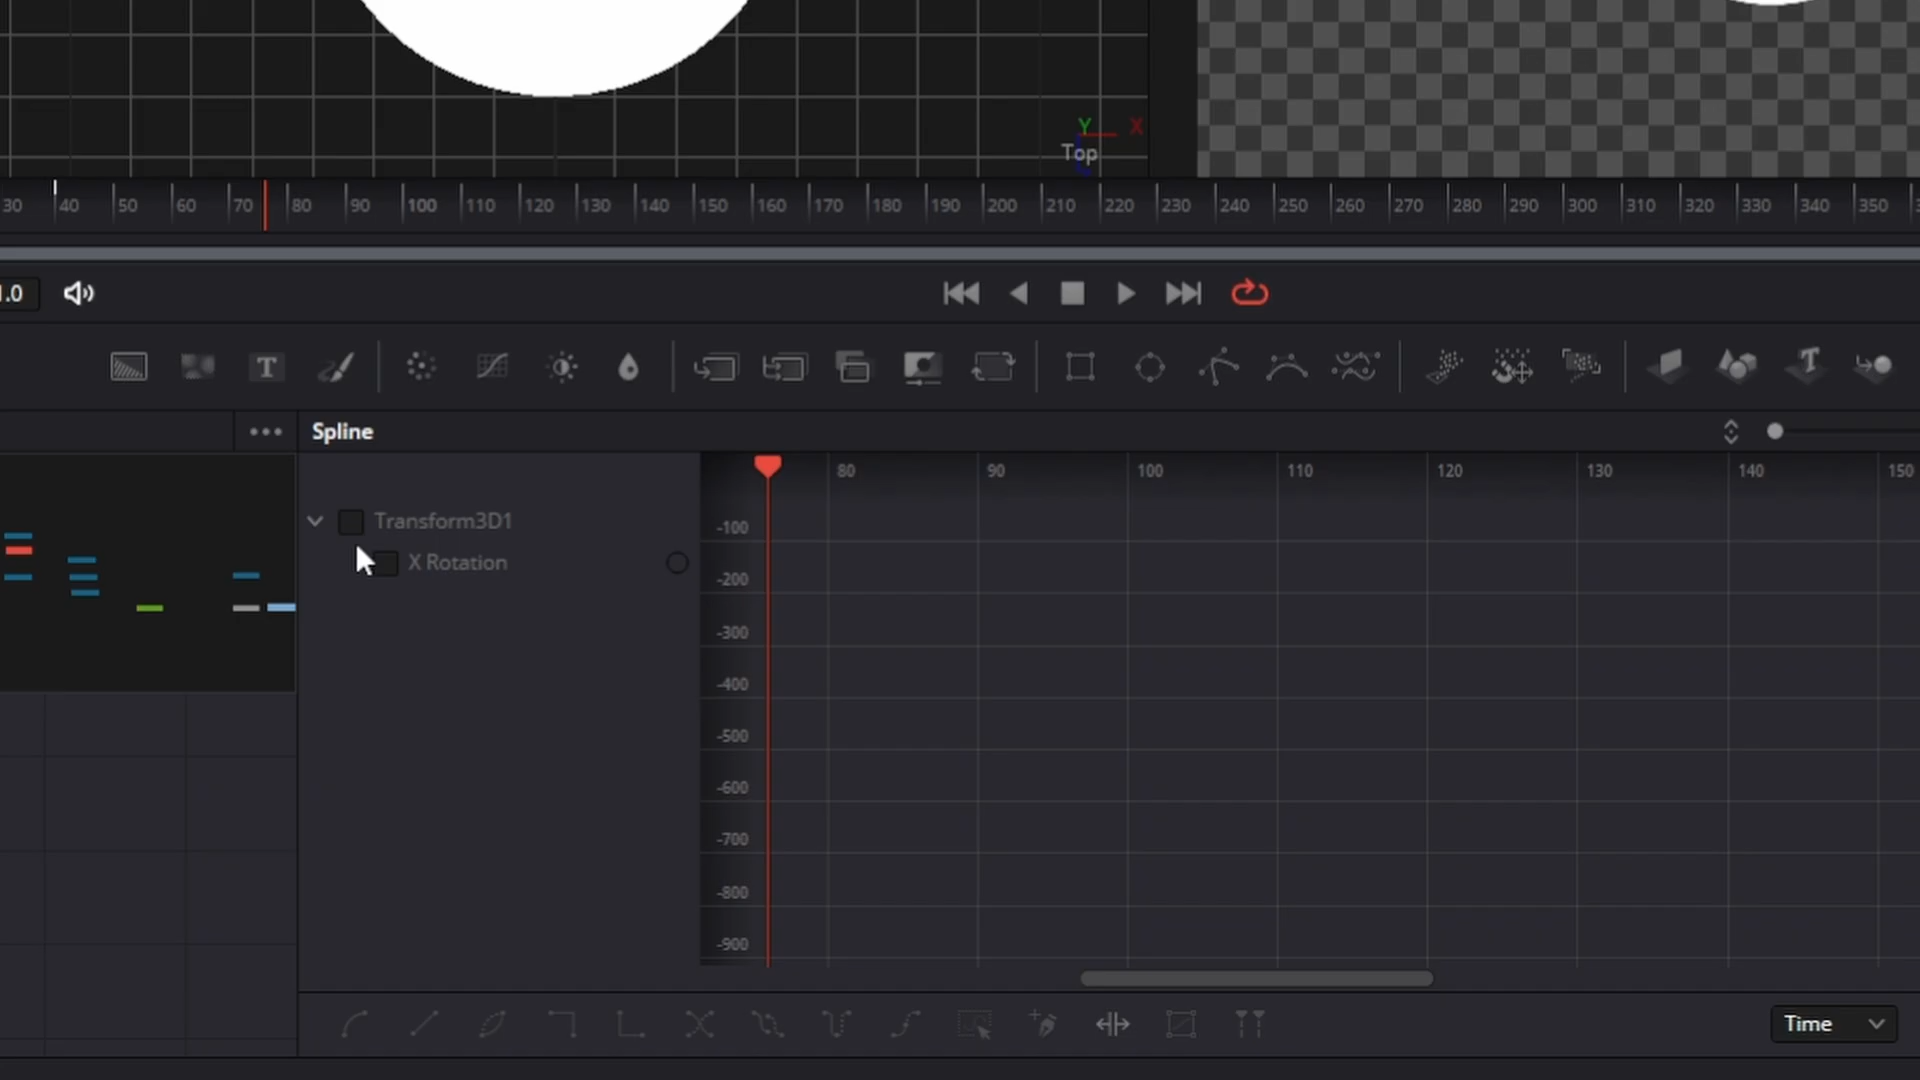 Y X
Top
30 40 50 60 70 80 90 100 110 120 130 140 150 160 170 180 190 200 210 220 230 240 250 260 270 280 290 300 310 320 330 340 350
1.0
T
T
Spline
80 90 100 110 120 130 140 150
Transform3D1
X Rotation
-100
-200
-300
-400
-500
-600
-700
-800
-900
Time